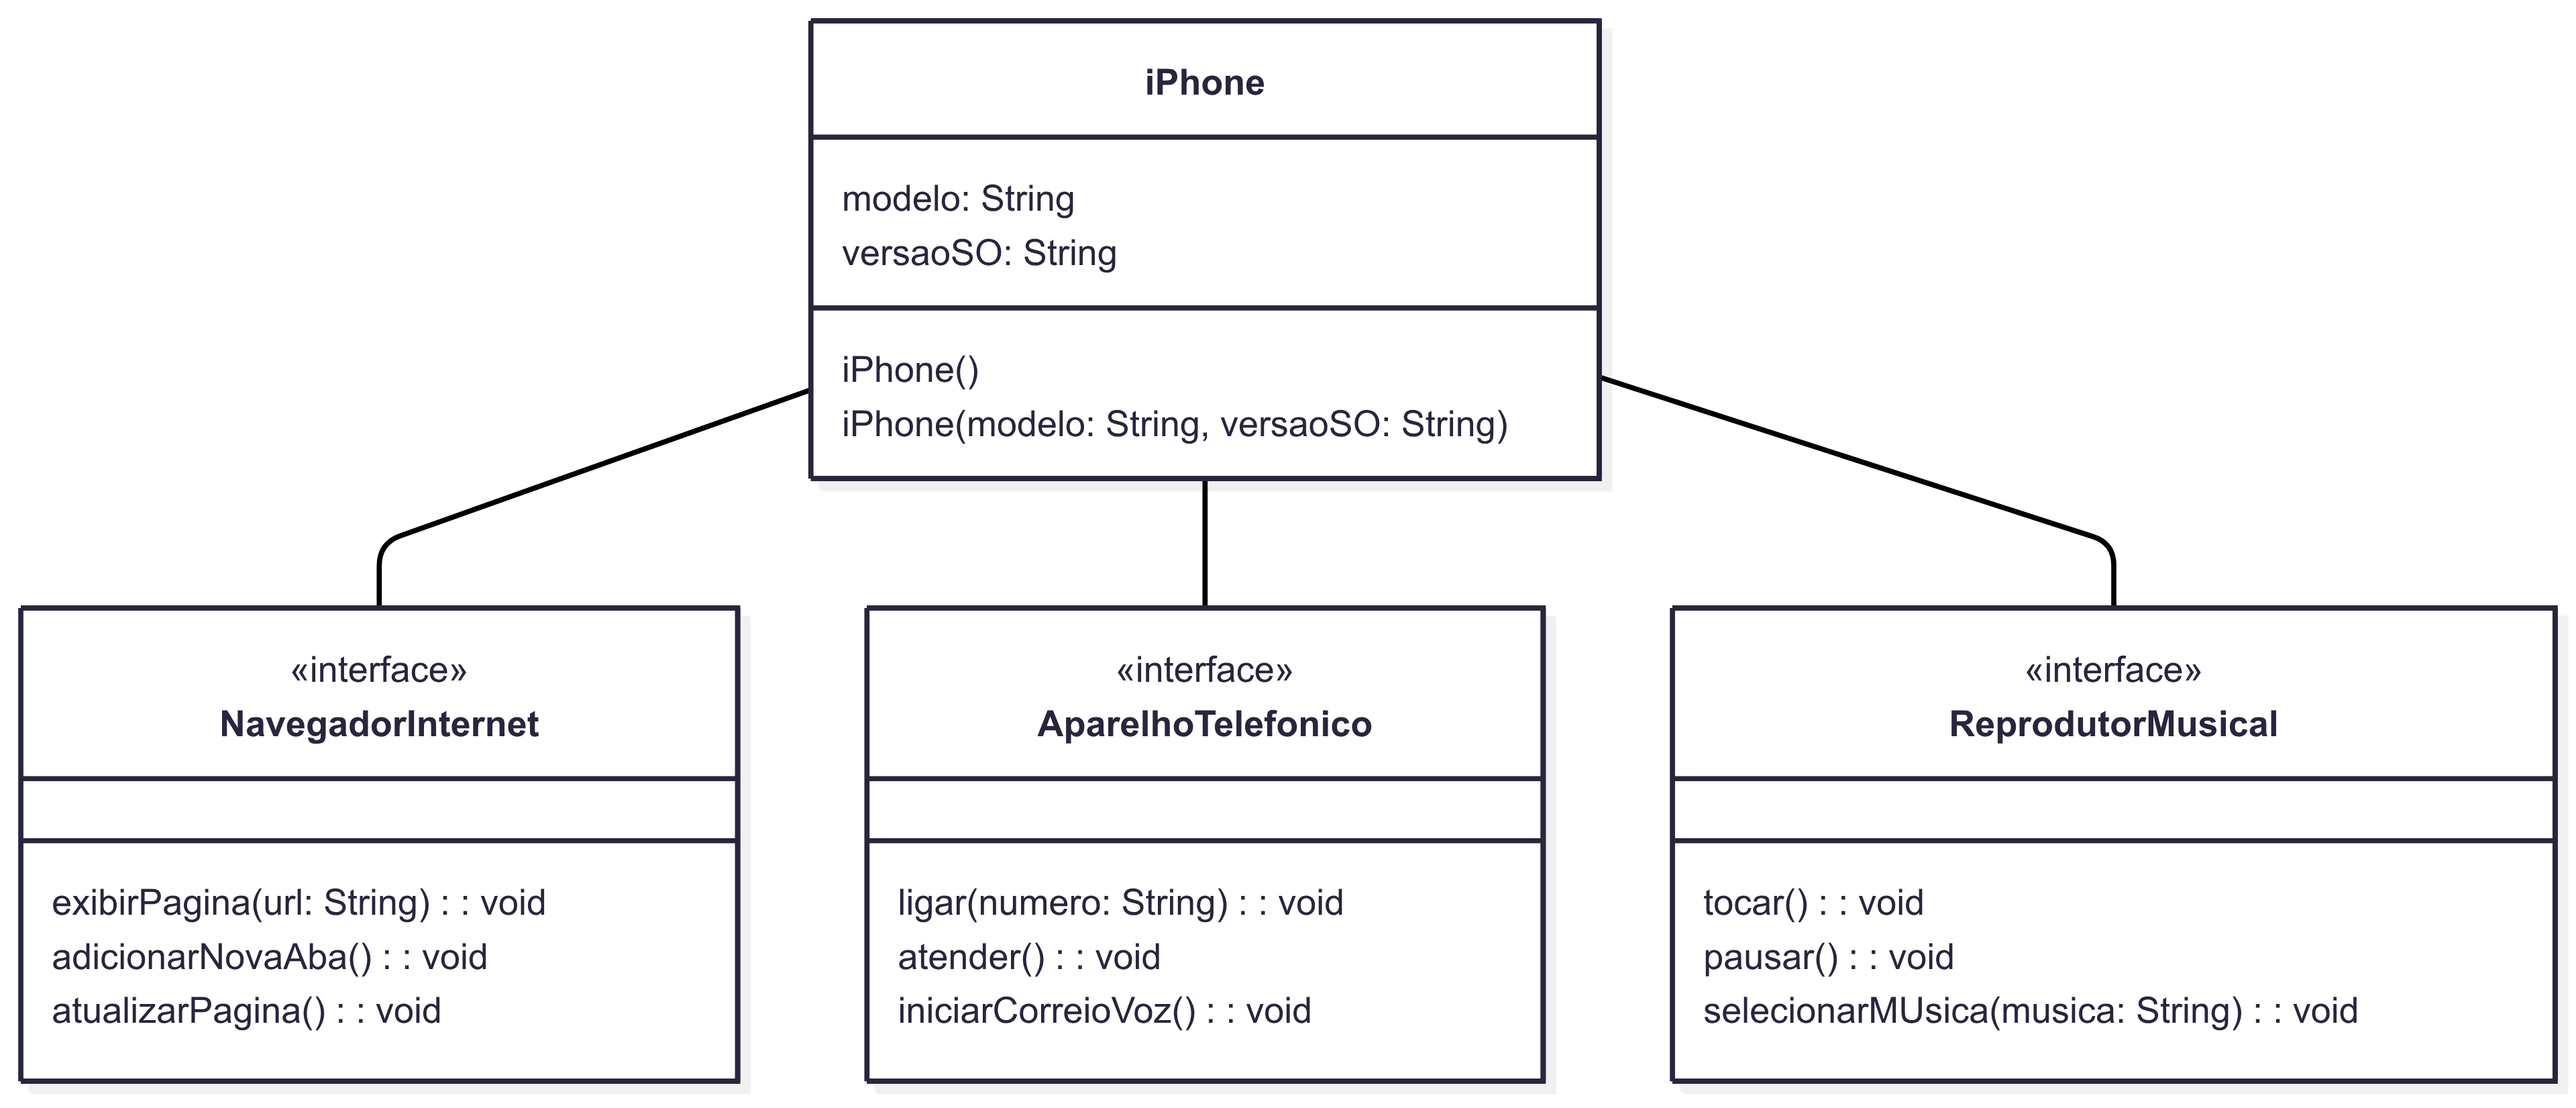 iPhone
modelo: String
versaoSO: String
iPhone()
iPhone(modelo: String, versaoSO: String)
«interface»
NavegadorInternet
exibirPagina(url: String) : : void
adicionarNovaAba() : : void
atualizarPagina() : : void
«interface»
AparelhoTelefonico
ligar(numero: String) : : void
atender() : : void
iniciarCorreioVoz() : : void
«interface»
ReprodutorMusical
tocar() : : void
pausar() : : void
selecionarMUsica(musica: String) : : void